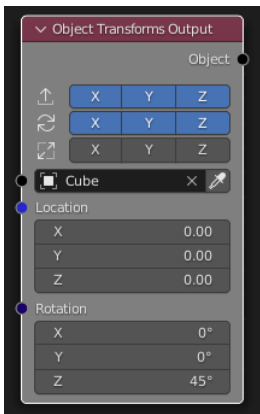 Object Transforms Output
Object
X Y Z
X Y Z
X Y Z
Cube
Location
X 0.00
Y 0.00
Z 0.00
Rotation
X 0°
Y 0°
Z 45°